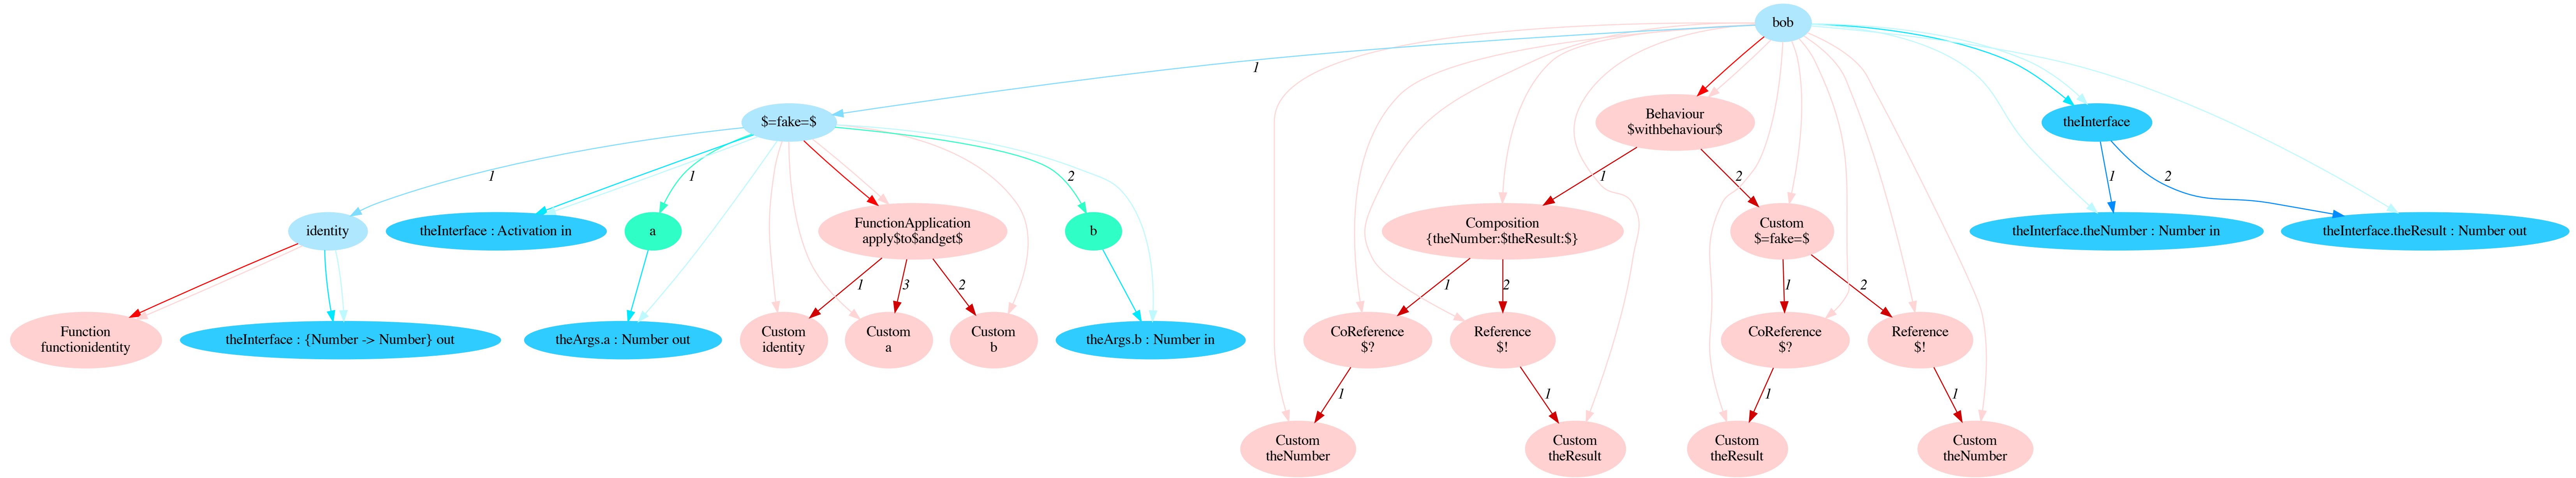 bob
1
$=fake=$
Behaviour
$withbehaviour$
theInterface
1
1
2
1
2
1
2
identity
theInterface : Activation in
a
FunctionApplication
apply$to$andget$
b
Composition
{theNumber:$theResult:$}
Custom
$=fake=$
theInterface.theNumber : Number in
theInterface.theResult : Number out
1
3
2
1
2
1
2
Function
functionidentity
theInterface : {Number -> Number} out
theArgs.a : Number out
Custom
identity
Custom
a
Custom
b
theArgs.b : Number in
CoReference
$?
Reference
$!
CoReference
$?
Reference
$!
1
1
1
1
Custom
theNumber
Custom
theResult
Custom
theResult
Custom
theNumber